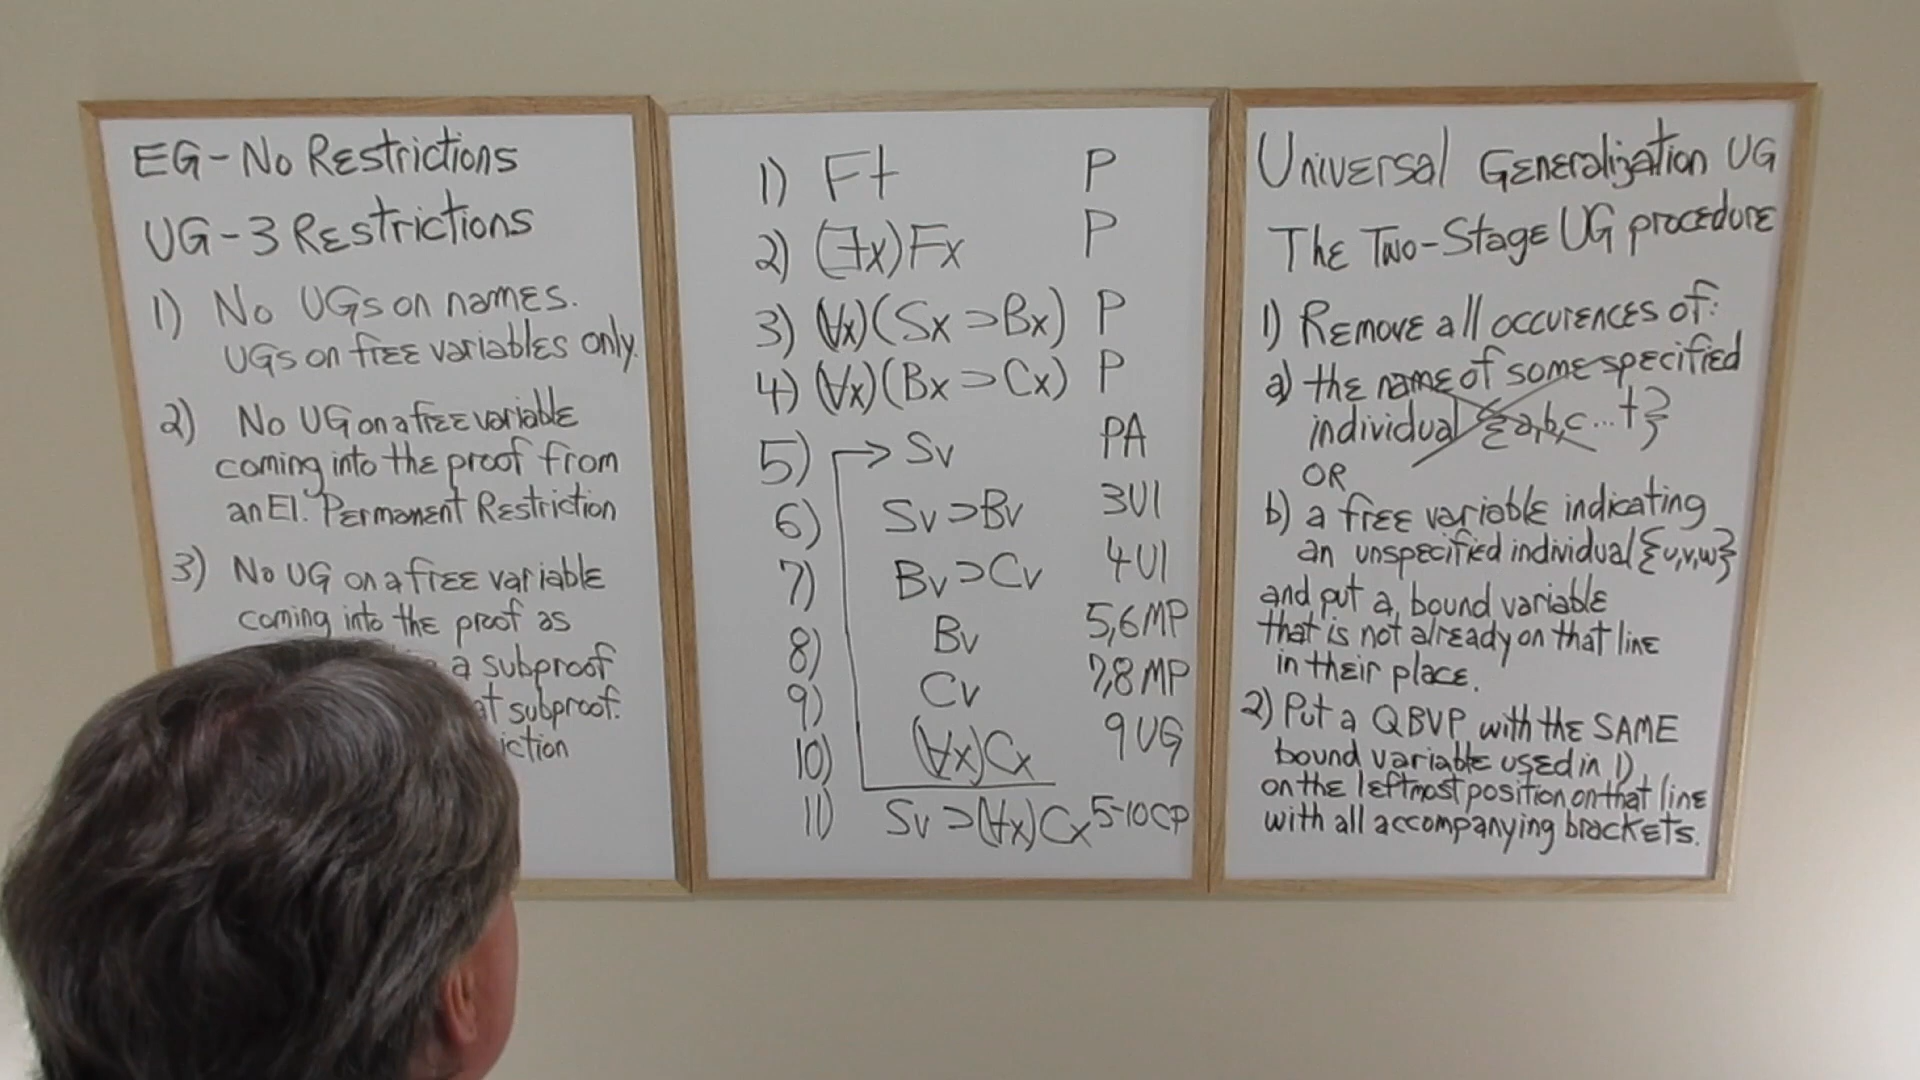 EG-No Restrictions
UG-3 Restrictions
1) No UGs on names.
UGs on free variables only.
2) No UG on a free variable
coming into the proof from
an EI. Permanent Restriction
3) No UG on a free variable
coming into the proof as
a subproof
subproof.
1) Ft P
2) (∃x)Fx P
3) (∀x)(Sx⊃Bx) P
4) (∀x)(Bx⊃Cx) P
5) → Sv PA
6) Sv⊃Bv 3UI
7) Bv⊃Cv 4UI
8) Bv 5,6MP
9) Cv 7,8MP
10) (∀x)Cx 9UG
11) Sv⊃(∀x)Cx 5-10CP
Universal Generalization UG
The Two-Stage UG procedure
1) Remove all occurences of:
a) the name of some specified
individual {a,b,c...t}
OR
b) a free variable indicating
an unspecified individual {u,v,w}
and put a bound variable
that is not already on that line
in their place.
2) Put a QBVP with the SAME
bound variable used in 1)
on the leftmost position on that line
with all accompanying brackets.